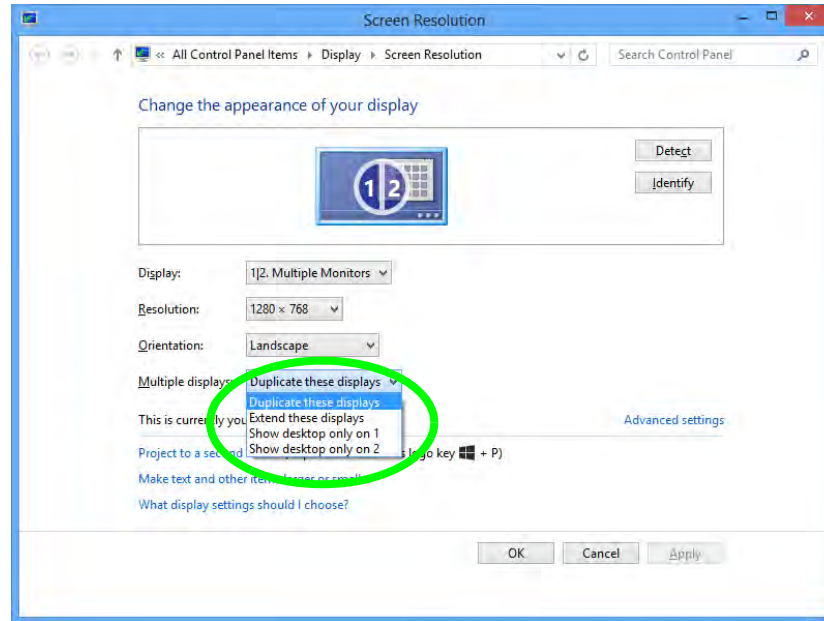 Screen Resolution
« All Control Panel Items Display Screen Resolution Search Control Panel
Change the appearance of your display
1 2
Detect
Identify
Display: 1|2. Multiple Monitors
Resolution: 1280 × 768
Orientation: Landscape
Multiple displays: Duplicate these displays
Duplicate these displays
Extend these displays
Show desktop only on 1
Show desktop only on 2
This is currently Advanced settings
Project to a logo key + P)
Make text and other
What display settings should I choose?
OK Cancel Apply